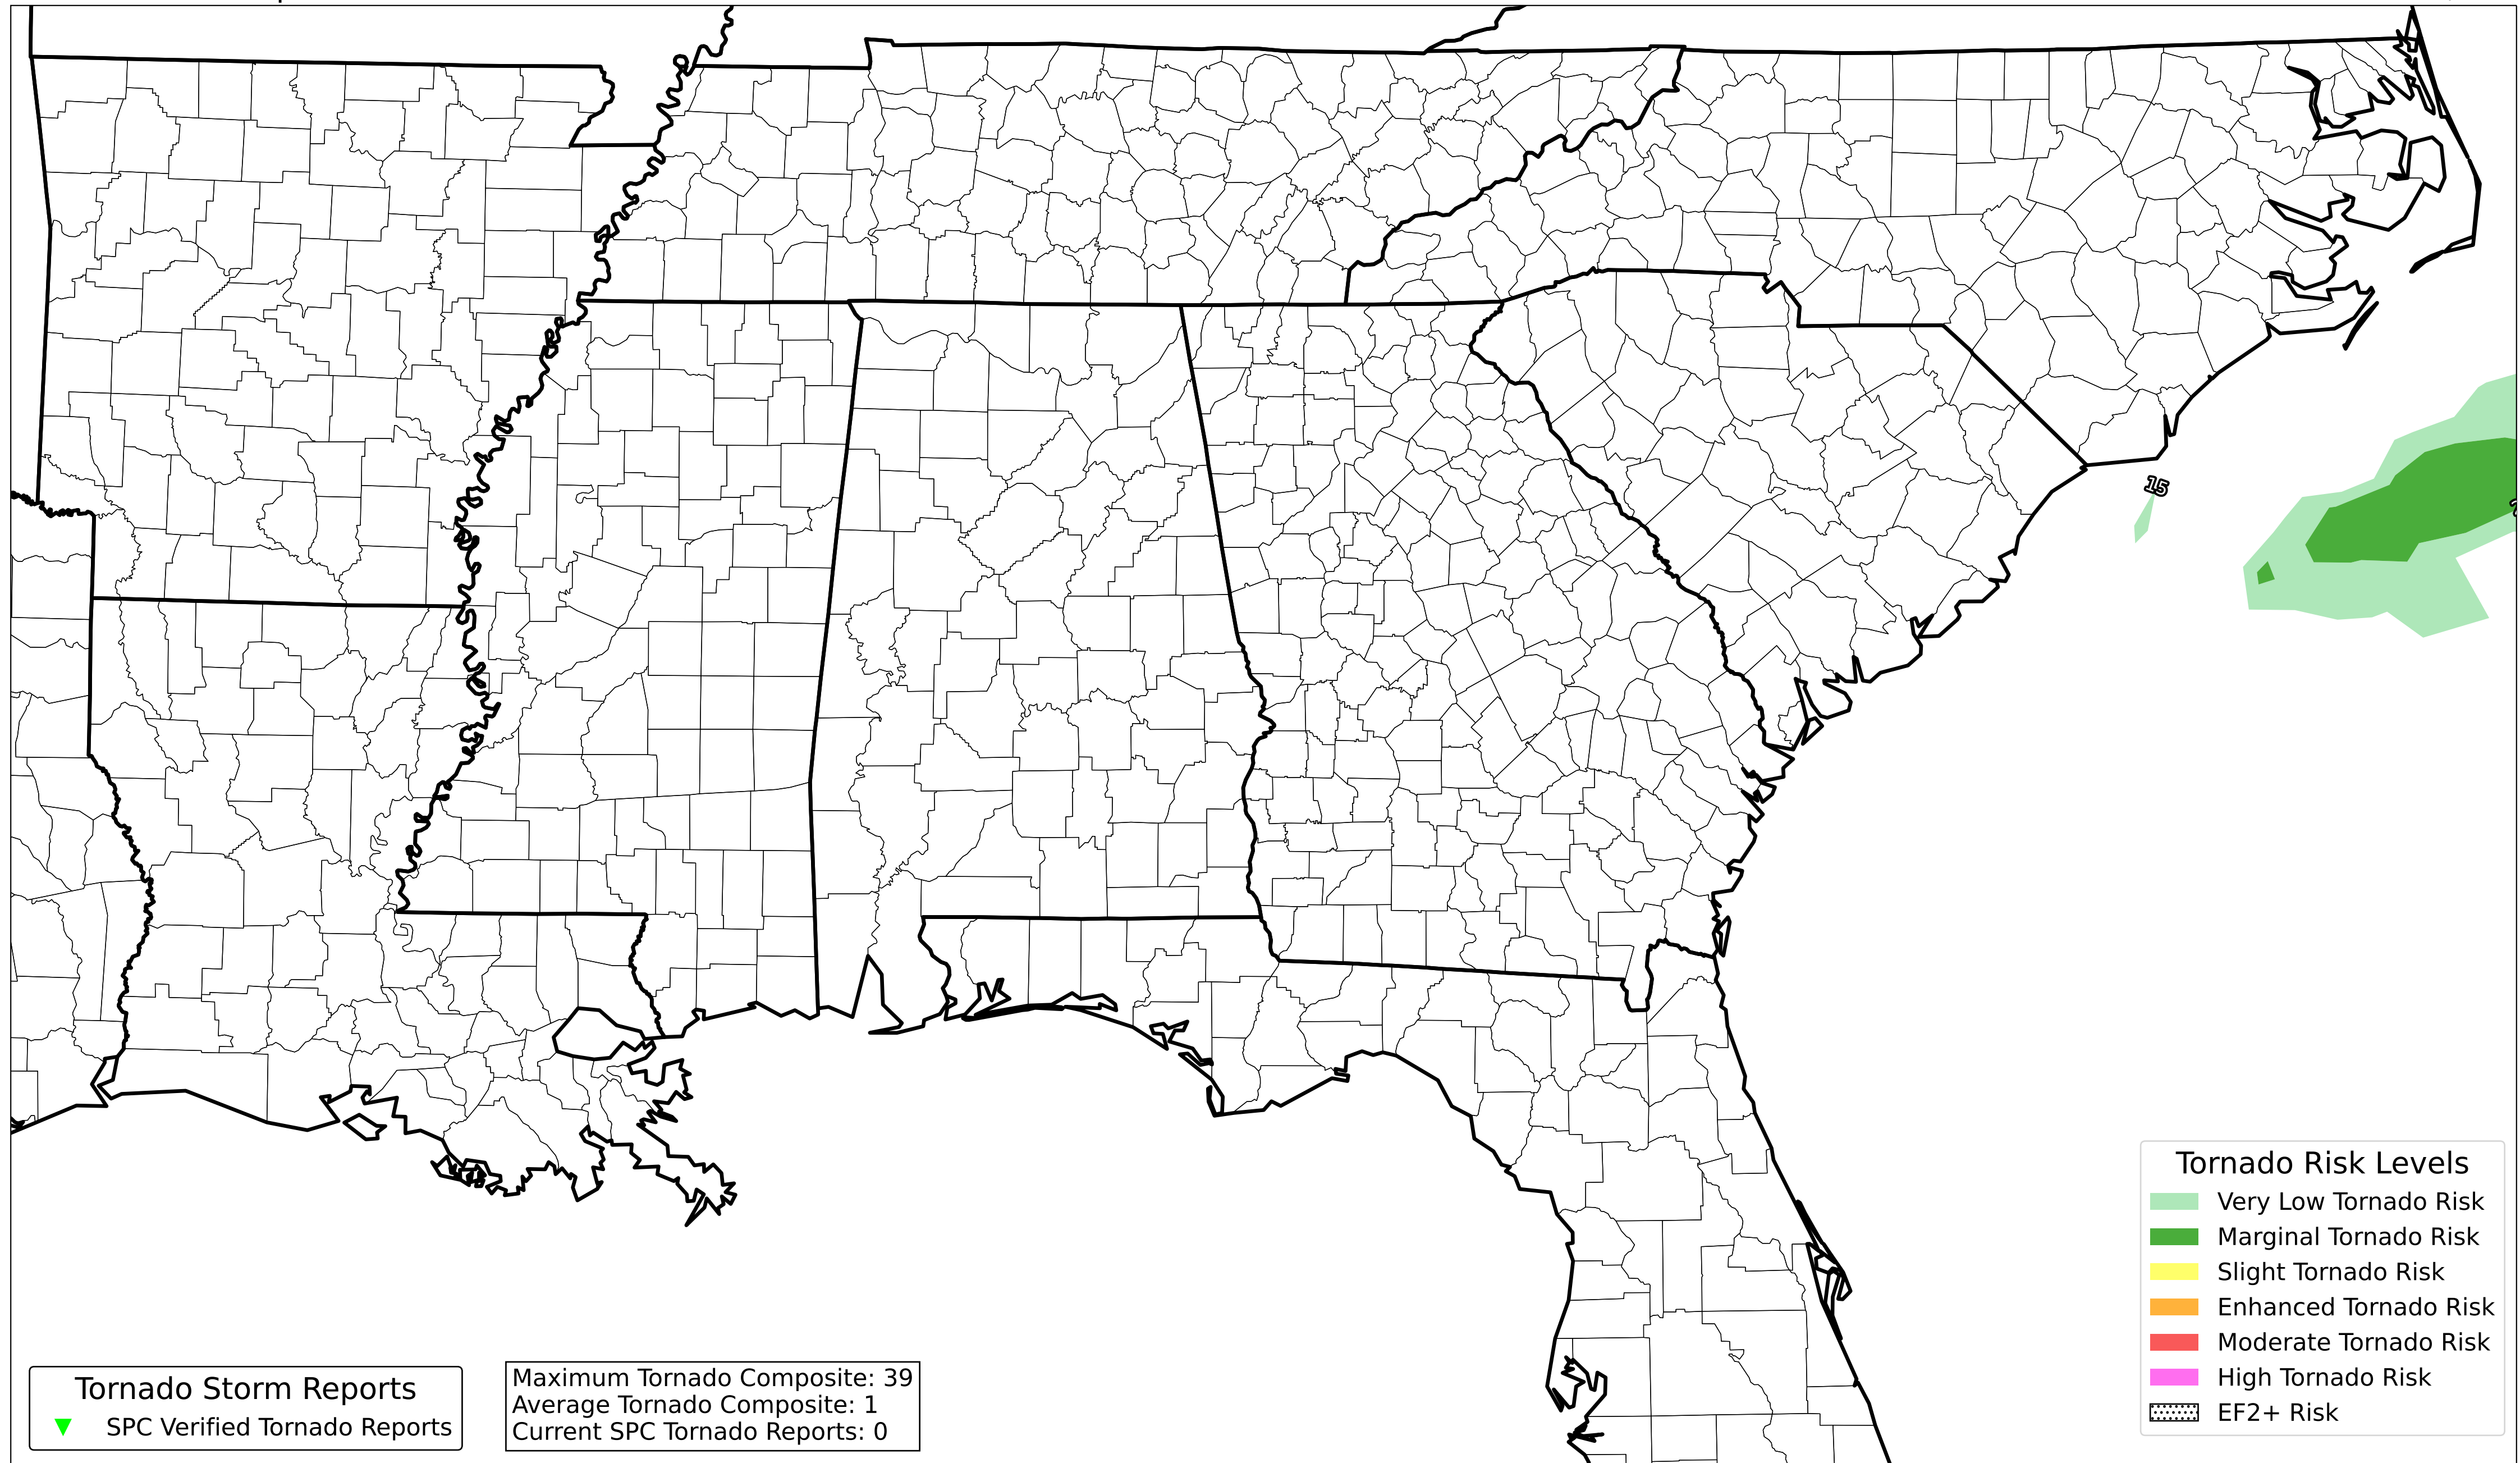 15
Tornado Risk Levels
Very Low Tornado Risk
Marginal Tornado Risk
Slight Tornado Risk
Enhanced Tornado Risk
Moderate Tornado Risk
High Tornado Risk
EF2+ Risk
Tornado Storm Reports
SPC Verified Tornado Reports
Maximum Tornado Composite: 39
Average Tornado Composite: 1
Current SPC Tornado Reports: 0